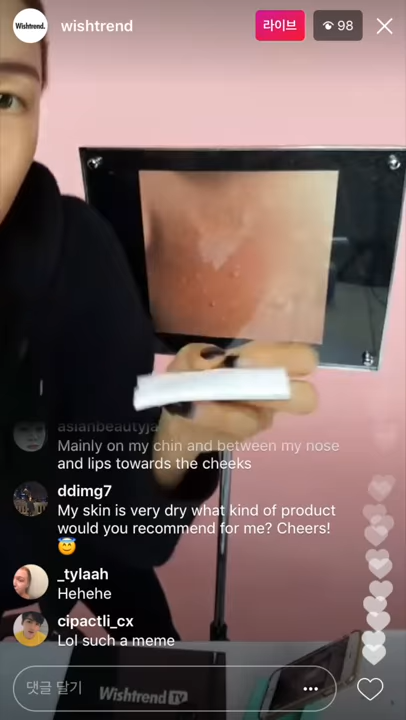 Wishtrend.
wishtrend
라이브
98
asianbeautyja
Mainly on my chin and between my nose
and lips towards the cheeks
ddimg7
My skin is very dry what kind of product
would you recommend for me? Cheers!
😇
_tylaah
Hehehe
cipactli_cx
Lol such a meme
댓글 달기
Wishtrend TV